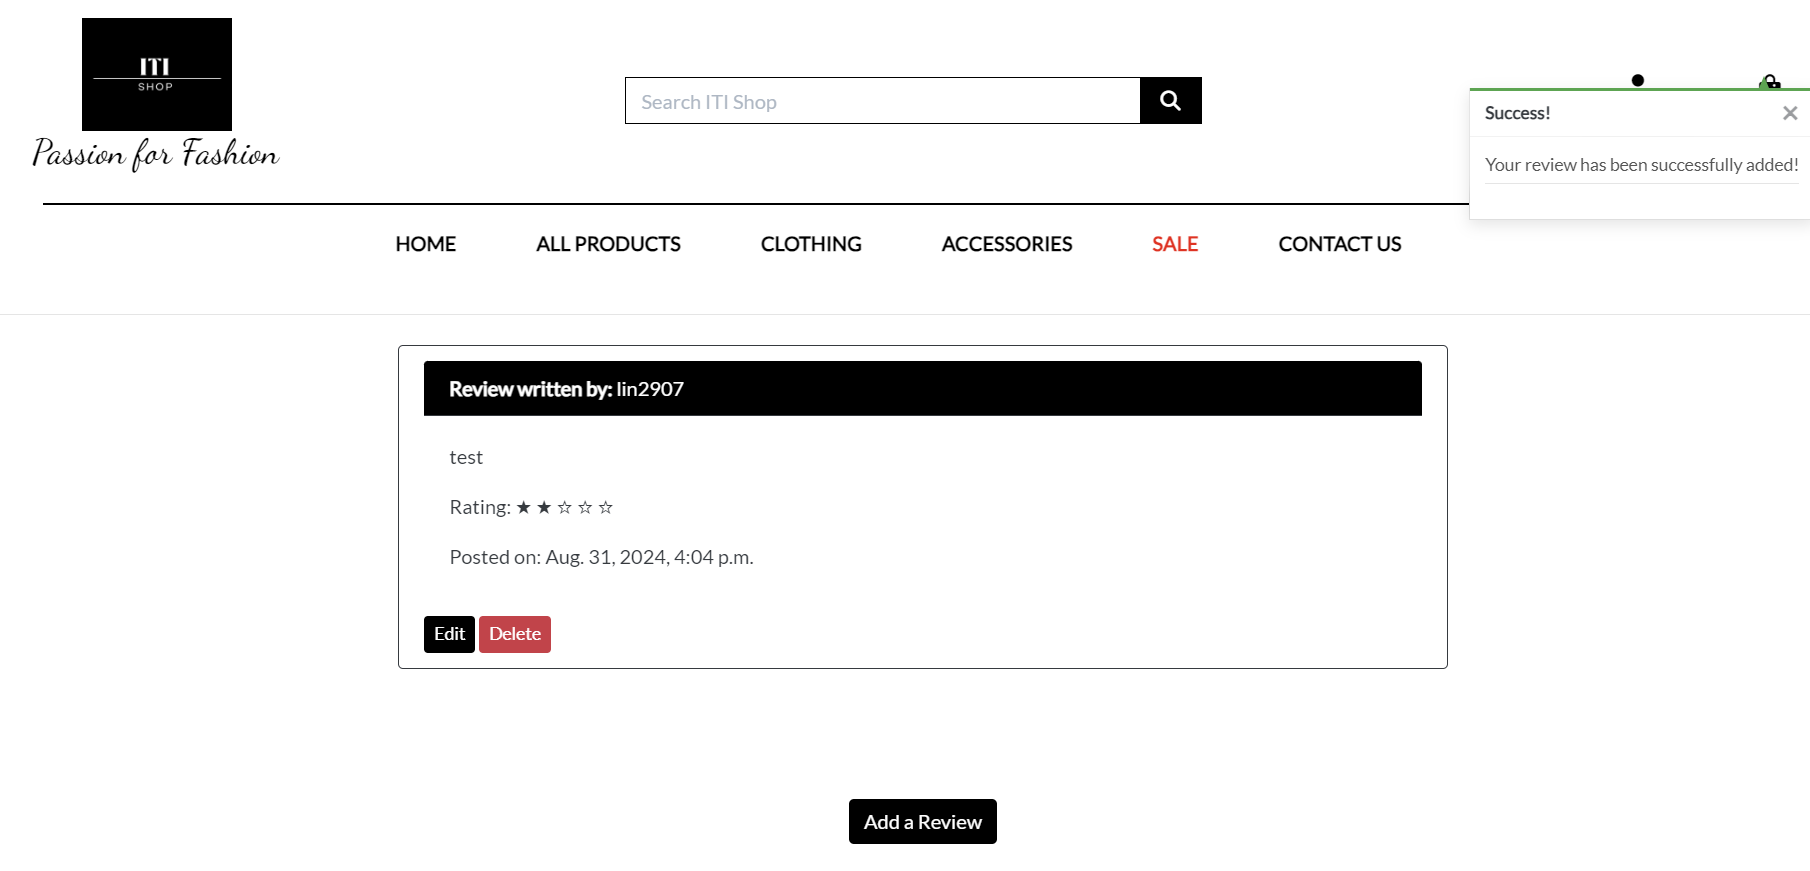 ITI
SHOP
Passion for Fashion
Search ITI Shop
Success!
Your review has been successfully added!
HOME
ALL PRODUCTS
CLOTHING
ACCESSORIES
SALE
CONTACT US
Review written by: lin2907
test
Rating: ★ ★ ☆ ☆ ☆
Posted on: Aug. 31, 2024, 4:04 p.m.
Edit
Delete
Add a Review